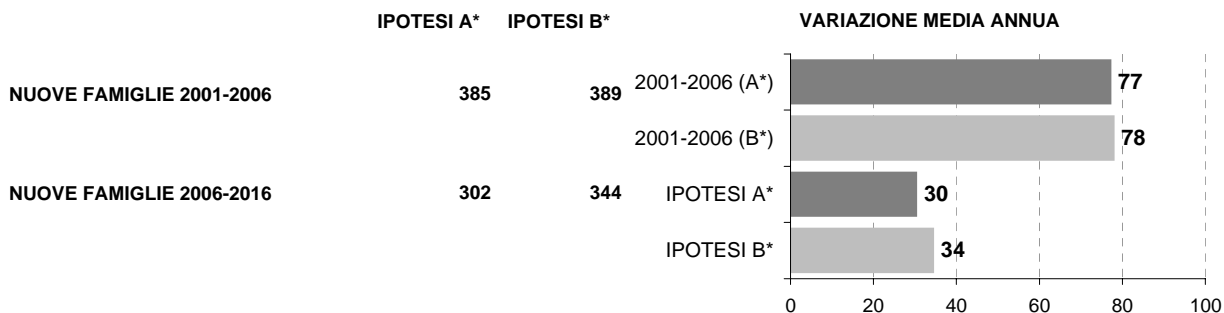 IPOTESI A* IPOTESI B* VARIAZIONE MEDIA ANNUA
NUOVE FAMIGLIE 2001-2006 385 389
2001-2006 (A*) 77
2001-2006 (B*) 78
NUOVE FAMIGLIE 2006-2016 302 344
IPOTESI A* 30
IPOTESI B* 34
0 20 40 60 80 100